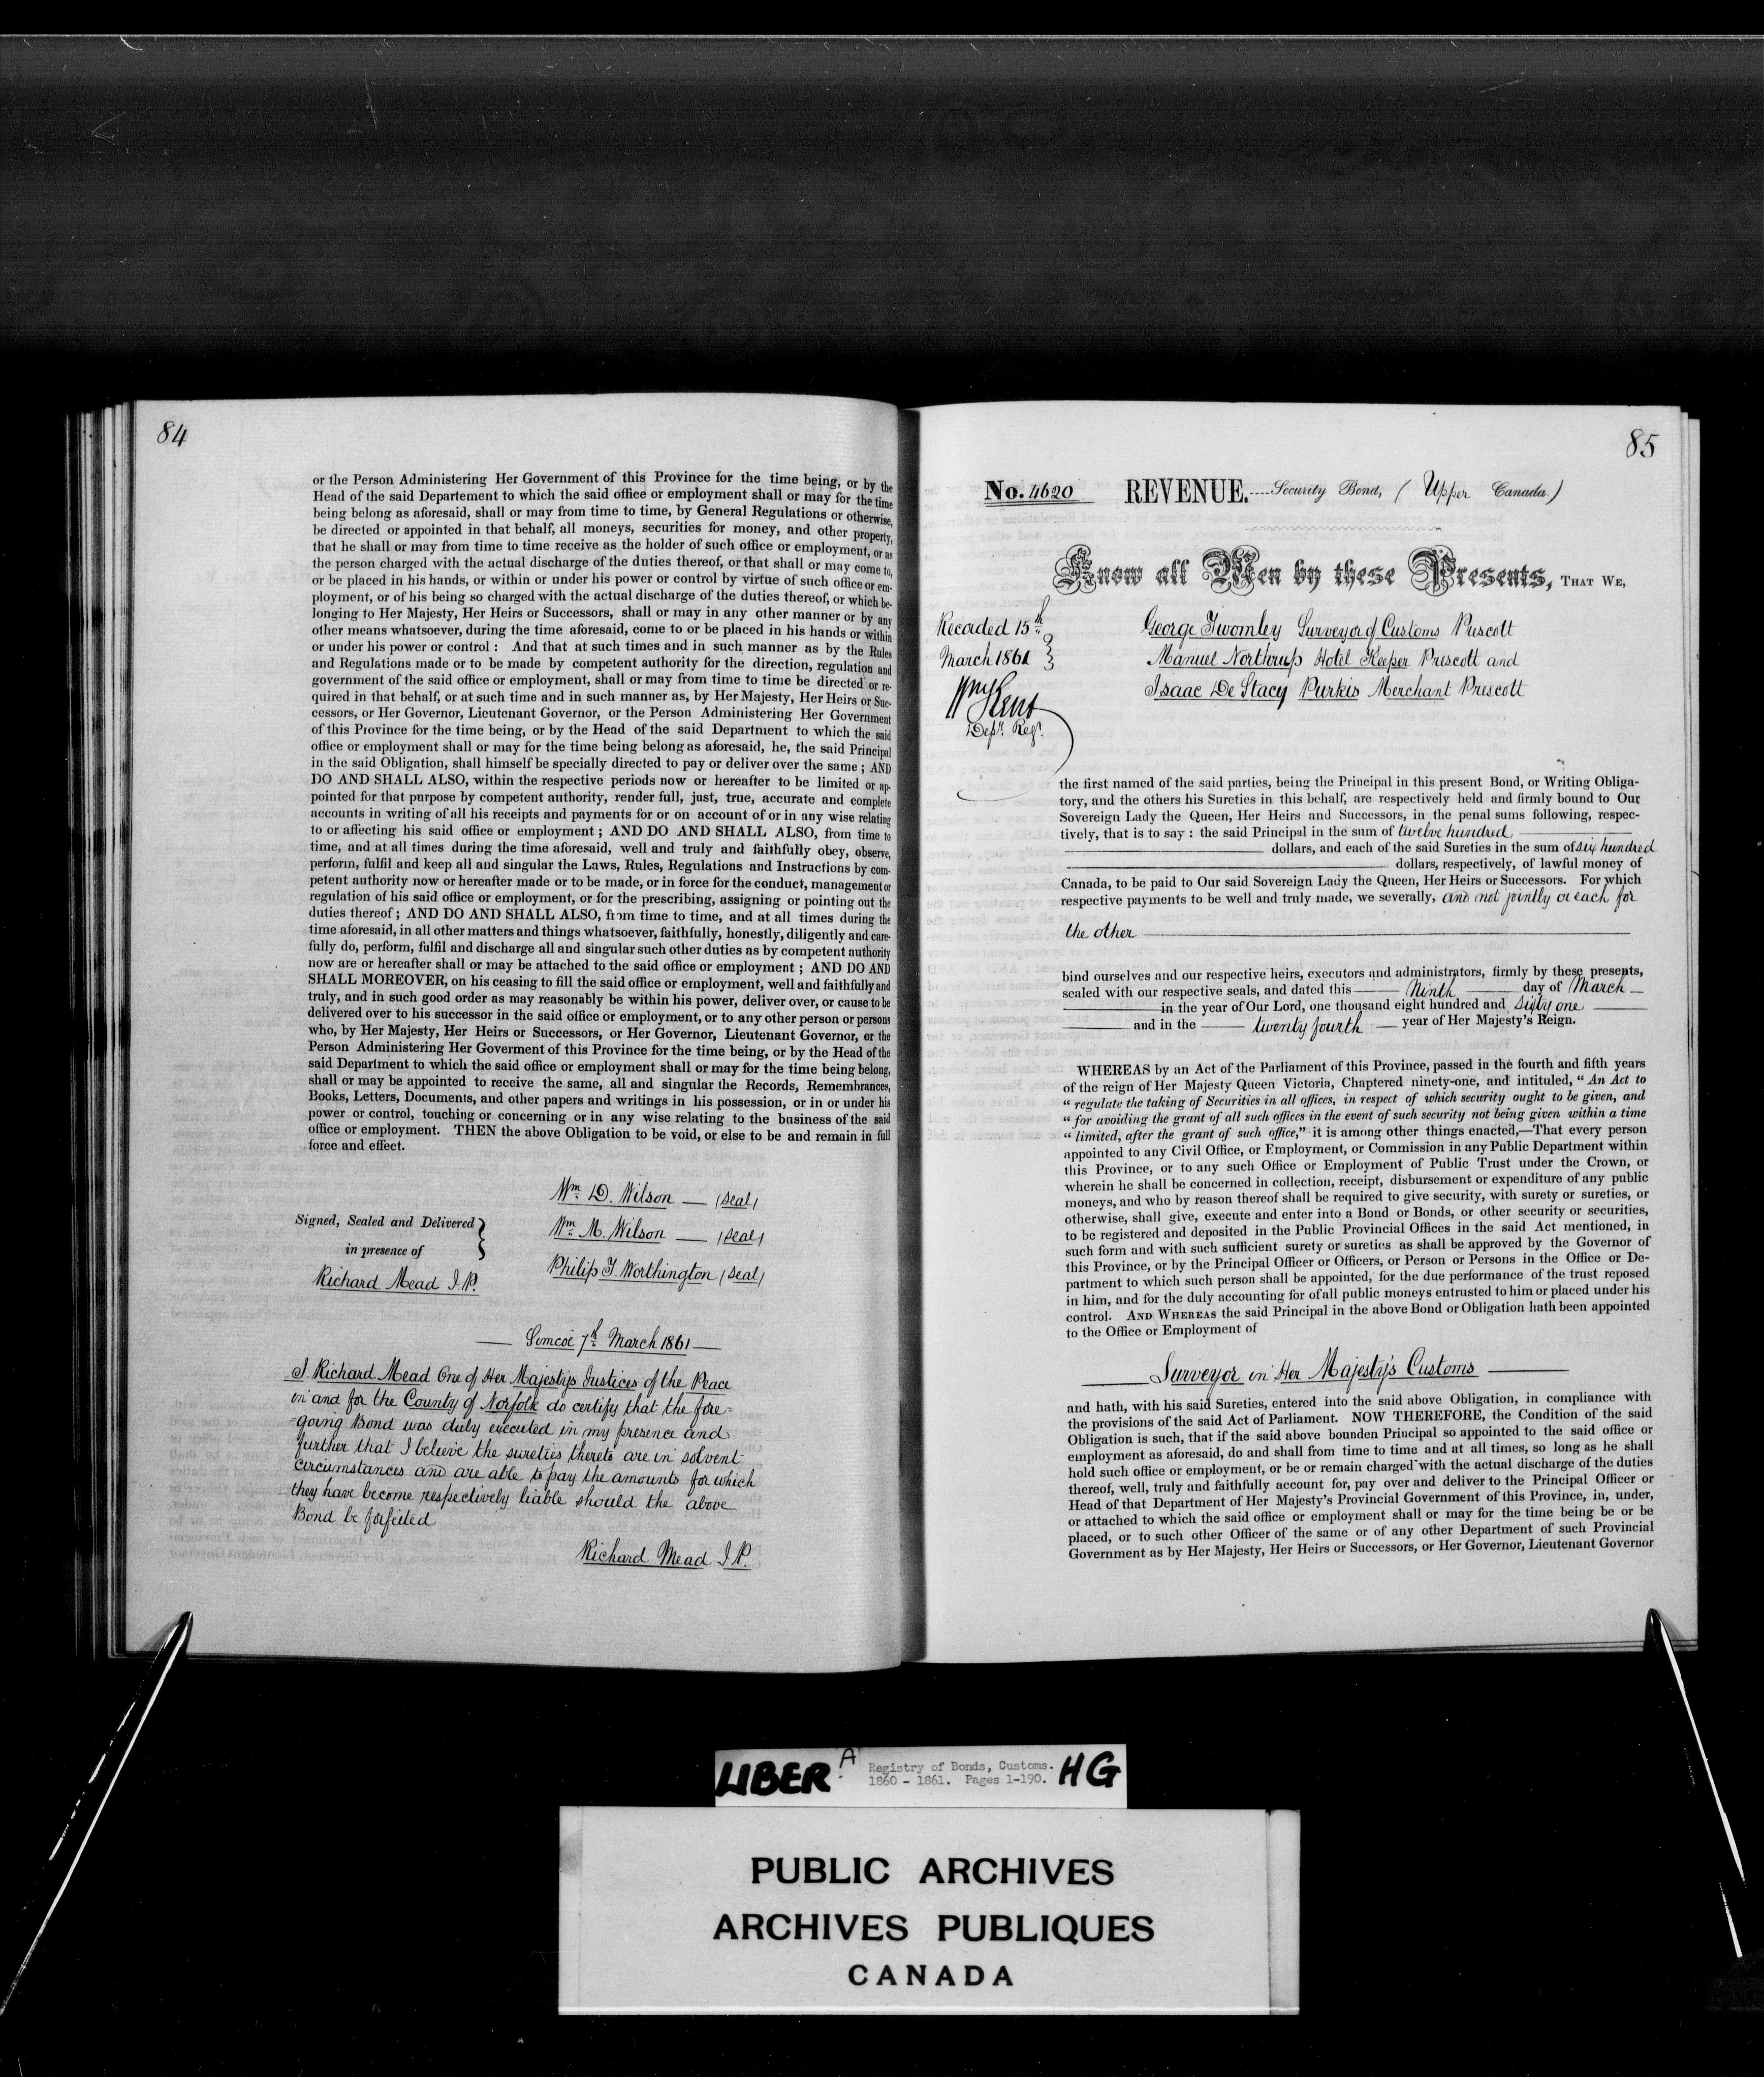 84
or the Person Administering Her Government of this Province for the time being, or by the
Head of the said Departement to which the said office or employment shall or may for the time
being belong as aforesaid, shall or may from time to time, by General Regulations or otherwise,
be directed or appointed in that behalf, all moneys, securities for money, and other property,
that he shall or may from time to time receive as the holder of such office or employment, or as
the person charged with the actual discharge of the duties thereof, or that shall or may come to,
or be placed in his hands, or within or under his power or control by virtue of such office or em-
ployment, or of his being so charged with the actual discharge of the duties thereof, or which be-
longing to Her Majesty, Her Heirs or Successors, shall or may in any other manner or by any
other means whatsoever, during the time aforesaid, come to or be placed in his hands or within
or under his power or control : And that at such times and in such manner as by the Rules
and Regulations made or to be made by competent authority for the direction, regulation and
government of the said office or employment, shall or may from time to time be directed or re-
quired in that behalf, or at such time and in such manner as, by Her Majesty, Her Heirs or Suc-
cessors, or Her Governor, Lieutenant Governor, or the Person Administering Her Government
of this Province for the time being, or by the Head of the said Department to which the said
office or employment shall or may for the time being belong as aforesaid, he, the said Principal
in the said Obligation, shall himself be specially directed to pay or deliver over the same ; AND
DO AND SHALL ALSO, within the respective periods now or hereafter to be limited or ap-
pointed for that purpose by competent authority, render full, just, true, accurate and complete
accounts in writing of all his receipts and payments for or on account of or in any wise relating
to or affecting his said office or employment ; AND DO AND SHALL ALSO, from time to
time, and at all times during the time aforesaid, well and truly and faithfully obey, observe,
perform, fulfil and keep all and singular the Laws, Rules, Regulations and Instructions by com-
petent authority now or hereafter made or to be made, or in force for the conduct, management or
regulation of his said office or employment, or for the prescribing, assigning or pointing out the
duties thereof ; AND DO AND SHALL ALSO, from time to time, and at all times during the
time aforesaid, in all other matters and things whatsoever, faithfully, honestly, diligently and care-
fully do, perform, fulfil and discharge all and singular such other duties as by competent authority
now are or hereafter shall or may be attached to the said office or employment ; AND DO AND
SHALL MOREOVER, on his ceasing to fill the said office or employment, well and faithfully and
truly, and in such good order as may reasonably be within his power, deliver over, or cause to be
delivered over to his successor in the said office or employment, or to any other person or persons
who, by Her Majesty, Her Heirs or Successors, or Her Governor, Lieutenant Governor, or the
Person Administering Her Goverment of this Province for the time being, or by the Head of the
said Department to which the said office or employment shall or may for the time being belong,
shall or may be appointed to receive the same, all and singular the Records, Remembrances,
Books, Letters, Documents, and other papers and writings in his possession, or in or under his
power or control, touching or concerning or in any wise relating to the business of the said
office or employment. THEN the above Obligation to be void, or else to be and remain in full
force and effect.
Wm D. Wilson — (Seal)
Signed, Sealed and Delivered
in presence of
Wm M. Wilson — (Seal)
Philip T. Worthington (Seal)
Richard Mead J.P.
Simcoe 7th March 1861
I Richard Mead One of Her Majesty's Justices of the Peace
in and for the County of Norfolk do certify that the fore=
=going Bond was duly executed in my presence and
further that I believe the sureties thereto are in solvent
circumstances and are able to pay the amounts for which
they have become respectively liable should the above
Bond be forfeited
Richard Mead J.P.
85
No. 4620 REVENUE.----Security Bond, (Upper Canada)
Know all Men by these Presents, THAT WE,
Recorded 15th
March 1861
Wm Kent
Depy. Regr.
George Twomley Surveyor of Customs Prescott
Manuel Northrup Hotel Keeper Prescott and
Isaac De Stacy Purkis Merchant Prescott
the first named of the said parties, being the Principal in this present Bond, or Writing Obliga-
tory, and the others his Sureties in this behalf, are respectively held and firmly bound to Our
Sovereign Lady the Queen, Her Heirs and Successors, in the penal sums following, respec-
tively, that is to say : the said Principal in the sum of twelve hundred
dollars, and each of the said Sureties in the sum of six hundred
dollars, respectively, of lawful money of
Canada, to be paid to Our said Sovereign Lady the Queen, Her Heirs or Successors. For which
respective payments to be well and truly made, we severally, and not jointly or each for
the other
bind ourselves and our respective heirs, executors and administrators, firmly by these presents,
sealed with our respective seals, and dated this Ninth day of March
in the year of Our Lord, one thousand eight hundred and sixty one
and in the twenty fourth year of Her Majesty's Reign.
WHEREAS by an Act of the Parliament of this Province, passed in the fourth and fifth years
of the reign of Her Majesty Queen Victoria, Chaptered ninety-one, and intituled, “ An Act to
“ regulate the taking of Securities in all offices, in respect of which security ought to be given, and
“ for avoiding the grant of all such offices in the event of such security not being given within a time
“ limited, after the grant of such office,” it is among other things enacted,—That every person
appointed to any Civil Office, or Employment, or Commission in any Public Department within
this Province, or to any such Office or Employment of Public Trust under the Crown, or
wherein he shall be concerned in collection, receipt, disbursement or expenditure of any public
moneys, and who by reason thereof shall be required to give security, with surety or sureties, or
otherwise, shall give, execute and enter into a Bond or Bonds, or other security or securities,
to be registered and deposited in the Public Provincial Offices in the said Act mentioned, in
such form and with such sufficient surety or sureties as shall be approved by the Governor of
this Province, or by the Principal Officer or Officers, or Person or Persons in the Office or De-
partment to which such person shall be appointed, for the due performance of the trust reposed
in him, and for the duly accounting for of all public moneys entrusted to him or placed under his
control. AND WHEREAS the said Principal in the above Bond or Obligation hath been appointed
to the Office or Employment of
Surveyor in Her Majesty's Customs
and hath, with his said Sureties, entered into the said above Obligation, in compliance with
the provisions of the said Act of Parliament. NOW THEREFORE, the Condition of the said
Obligation is such, that if the said above bounden Principal so appointed to the said office or
employment as aforesaid, do and shall from time to time and at all times, so long as he shall
hold such office or employment, or be or remain charged with the actual discharge of the duties
thereof, well, truly and faithfully account for, pay over and deliver to the Principal Officer or
Head of that Department of Her Majesty's Provincial Government of this Province, in, under,
or attached to which the said office or employment shall or may for the time being be or be
placed, or to such other Officer of the same or of any other Department of such Provincial
Government as by Her Majesty, Her Heirs or Successors, or Her Governor, Lieutenant Governor
LIBER A Registry of Bonds, Customs. HG
1860 - 1861. Pages 1-190.
PUBLIC ARCHIVES
ARCHIVES PUBLIQUES
CANADA